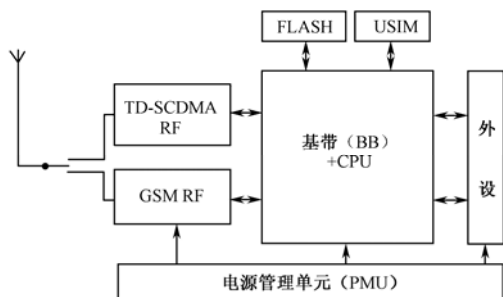 FLASH
USIM
TD-SCDMA
RF
基带（BB）
+CPU
外
设
GSM RF
电源管理单元（PMU）